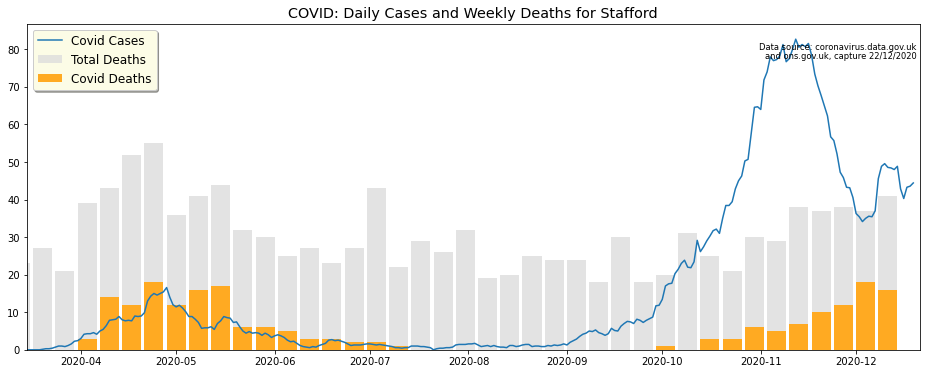 COVID: Daily Cases and Weekly Deaths for Stafford
Covid Cases
Total Deaths
Covid Deaths
Data source: coronavirus.data.gov.uk
and ons.gov.uk, capture 22/12/2020
80
70
60
50
40
30
20
10
0
2020-04 2020-05 2020-06 2020-07 2020-08 2020-09 2020-10 2020-11 2020-12